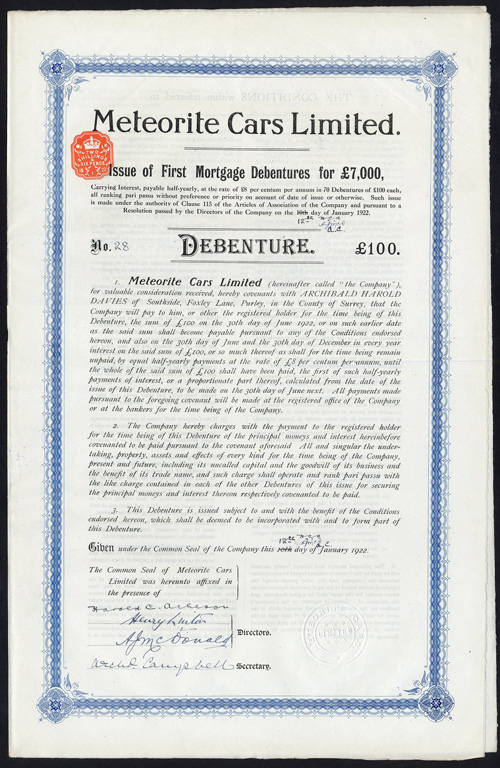 Meteorite Cars Limited.
TWO
SHILLINGS
SIX PENCE
Issue of First Mortgage Debentures for £7,000,
Carrying Interest, payable half-yearly, at the rate of £8 per centum per annum in 70 Debentures of £100 each,
all ranking pari passu without preference or priority on account of date of issue or otherwise. Such issue
is made under the authority of Clause 115 of the Articles of Association of the Company and pursuant to a
Resolution passed by the Directors of the Company on the 10th day of January 1922.
12th
No. 28 DEBENTURE. £100.
1. Meteorite Cars Limited (hereinafter called "the Company"),
for valuable consideration received, hereby covenants with ARCHIBALD HAROLD
DAVIES of Southside, Foxley Lane, Purley, in the County of Surrey, that the
Company will pay to him, or other the registered holder for the time being of this
Debenture, the sum of £100 on the 30th day of June 1922, or on such earlier date
as the said sum shall become payable pursuant to any of the Conditions endorsed
hereon, and also on the 30th day of June and the 30th day of December in every year
interest on the said sum of £100, or so much thereof as shall for the time being remain
unpaid, by equal half-yearly payments at the rate of £8 per centum per annum, until
the whole of the said sum of £100 shall have been paid, the first of such half-yearly
payments of interest, or a proportionate part thereof, calculated from the date of the
issue of this Debenture, to be made on the 30th day of June next. All payments made
pursuant to the foregoing covenant will be made at the registered office of the Company
or at the bankers for the time being of the Company.
2. The Company hereby charges with the payment to the registered holder
for the time being of this Debenture of the principal moneys and interest hereinbefore
covenanted to be paid pursuant to the covenant aforesaid All and singular the under-
taking, property, assets and effects of every kind for the time being of the Company,
present and future, including its uncalled capital and the goodwill of its business and
the benefit of its trade name, and such charge shall operate and rank pari passu with
the like charge contained in each of the other Debentures of this issue for securing
the principal moneys and interest thereon respectively covenanted to be paid.
3. This Debenture is issued subject to and with the benefit of the Conditions
endorsed hereon, which shall be deemed to be incorporated with and to form part of
this Debenture.
12th
Given under the Common Seal of the Company this 10th day of January 1922.
The Common Seal of Meteorite Cars
Limited was hereunto affixed in
the presence of
Harold C.
Henry
A J McDonald
Directors.
Archd Campbell Secretary.